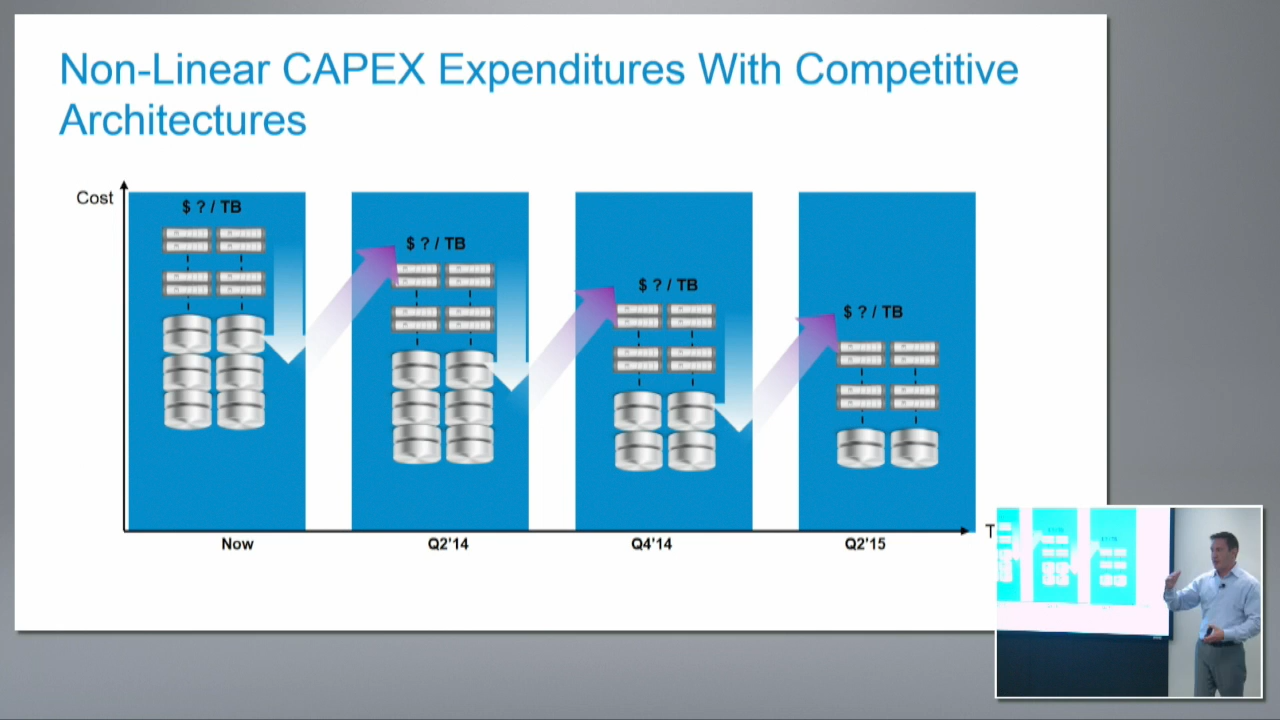 Non-Linear CAPEX Expenditures With Competitive
Architectures
Cost
$ ? / TB
$ ? / TB
$ ? / TB
$ ? / TB
Now
Q2'14
Q4'14
Q2'15
T